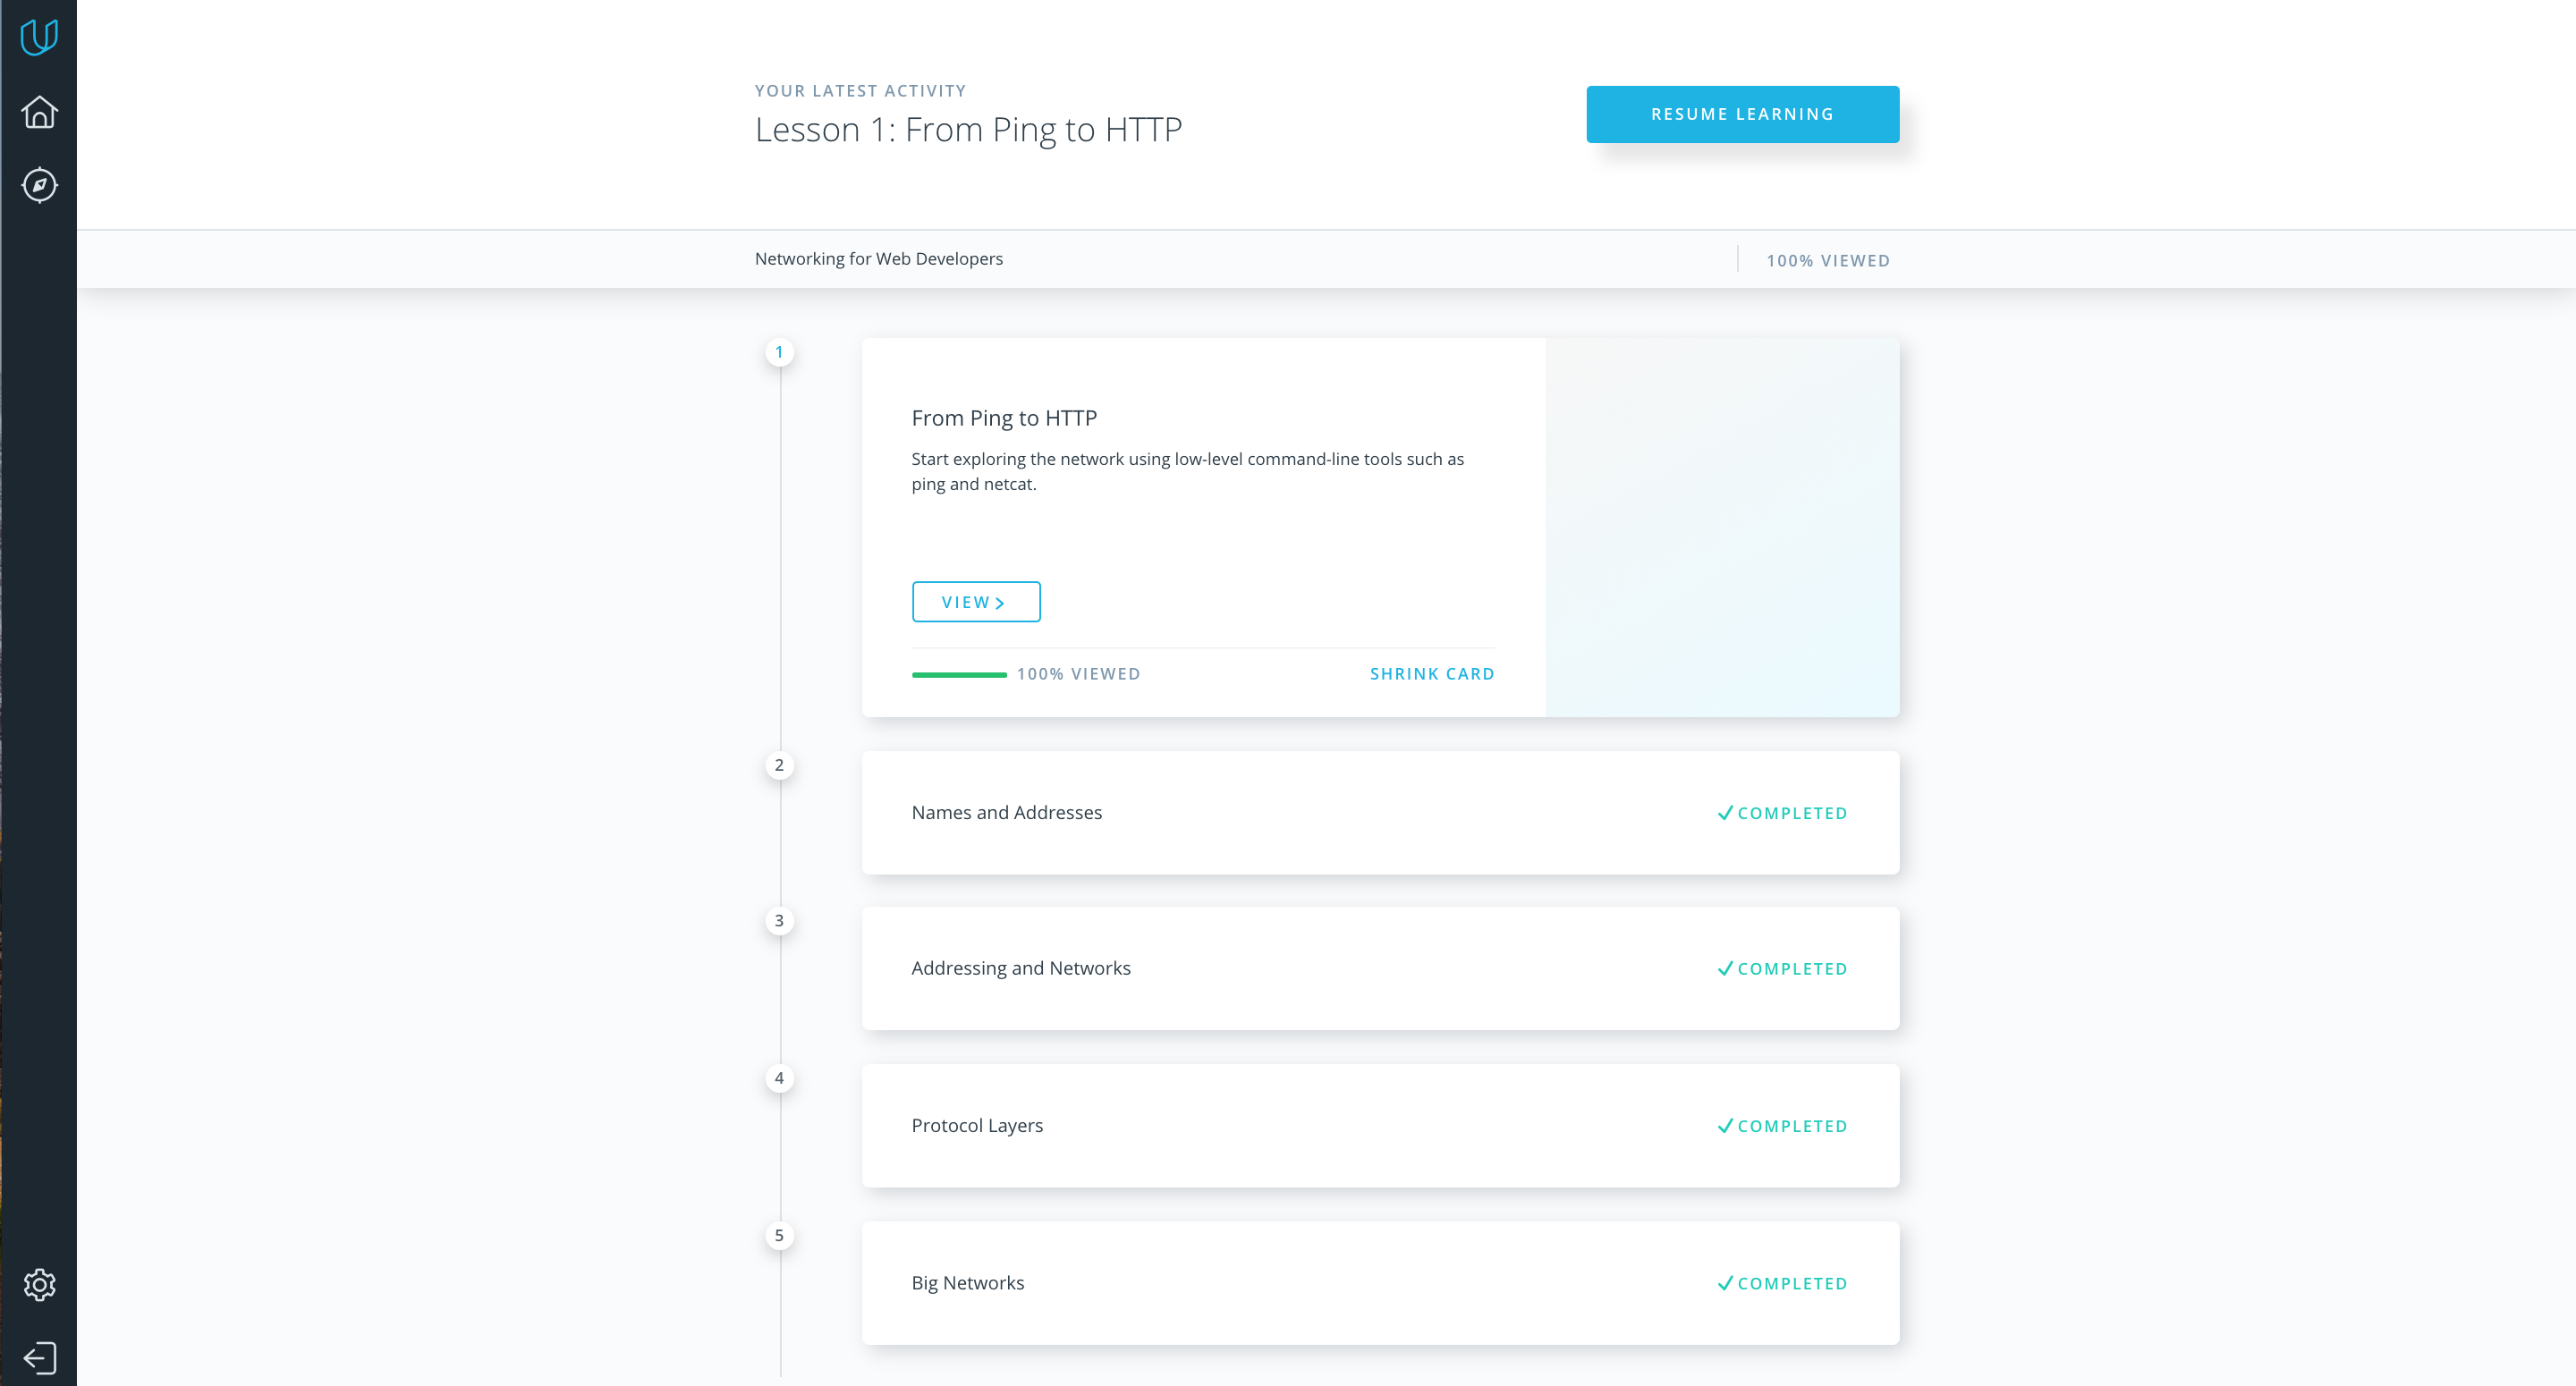 YOUR LATEST ACTIVITY
Lesson 1: From Ping to HTTP
RESUME LEARNING
Networking for Web Developers
100% VIEWED
1
From Ping to HTTP
Start exploring the network using low-level command-line tools such as
ping and netcat.
VIEW
100% VIEWED
SHRINK CARD
2
Names and Addresses
COMPLETED
3
Addressing and Networks
COMPLETED
4
Protocol Layers
COMPLETED
5
Big Networks
COMPLETED